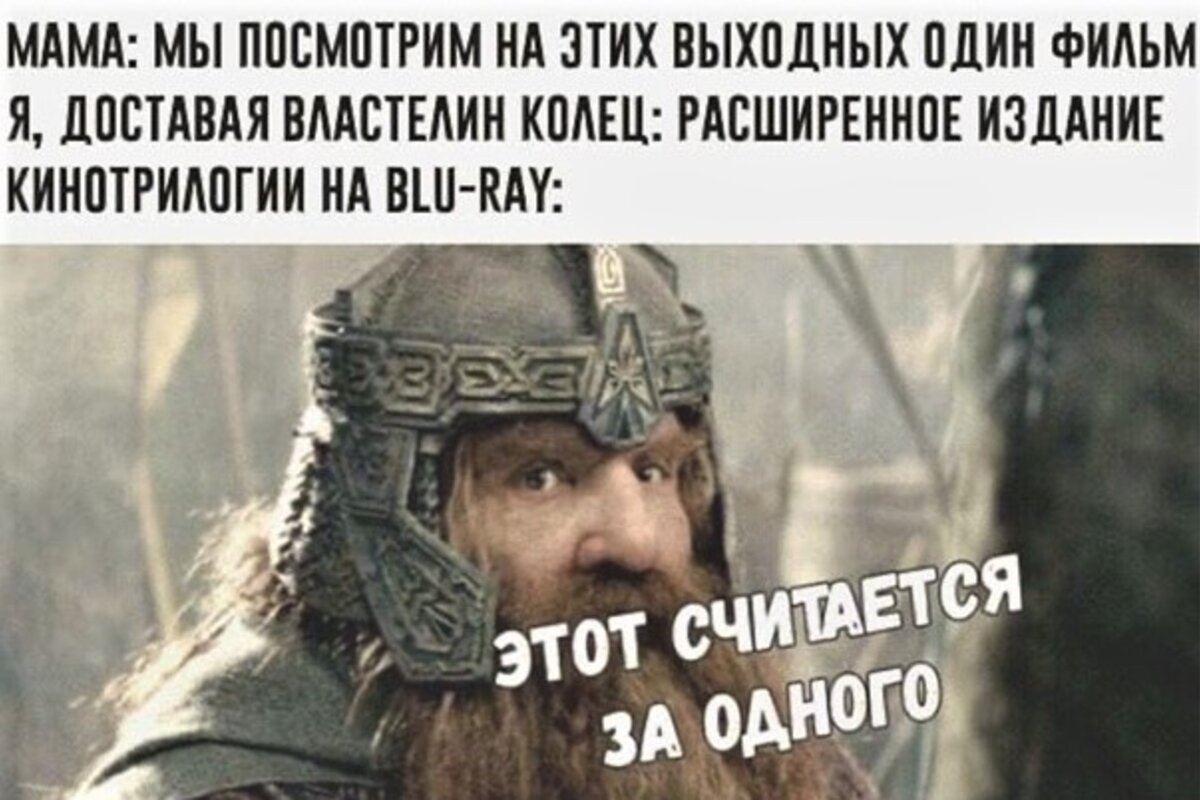 МАМА: МЫ ПОСМОТРИМ НА ЭТИХ ВЫХОДНЫХ ОДИН ФИЛЬМ
Я, ДОСТАВАЯ ВЛАСТЕЛИН КОЛЕЦ: РАСШИРЕННОЕ ИЗДАНИЕ
КИНОТРИЛОГИИ НА BLU-RAY:
ЭТОТ СЧИТАЕТСЯ
ЗА ОДНОГО